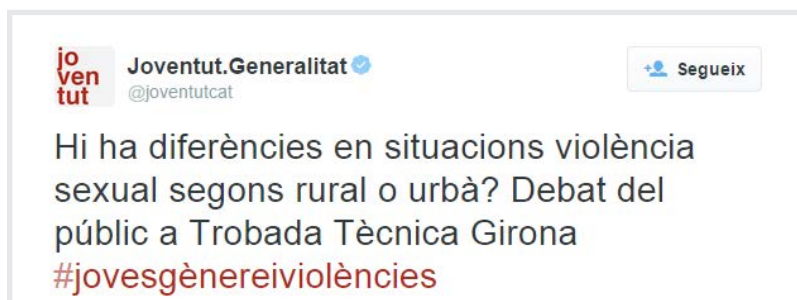 jo
ven
tut
Joventut.Generalitat
@joventutcat
Segueix
Hi ha diferències en situacions violència
sexual segons rural o urbà? Debat del
públic a Trobada Tècnica Girona
#jovesgènereiviolències